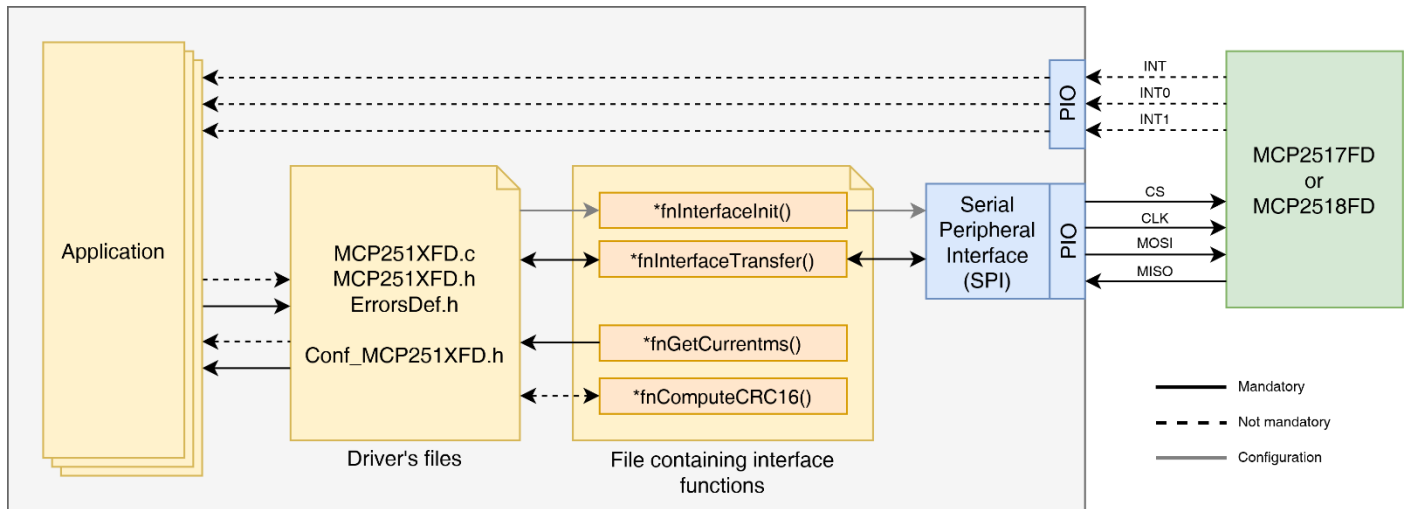 INT
INT0
INT1
PIO
MCP2517FD
or
MCP2518FD
Application
MCP251XFD.c
MCP251XFD.h
ErrorsDef.h
Conf_MCP251XFD.h
Driver's files
*fnInterfaceInit()
*fnInterfaceTransfer()
*fnGetCurrentms()
*fnComputeCRC16()
File containing interface
functions
Serial
Peripheral
Interface
(SPI)
PIO
CS
CLK
MOSI
MISO
Mandatory
Not mandatory
Configuration